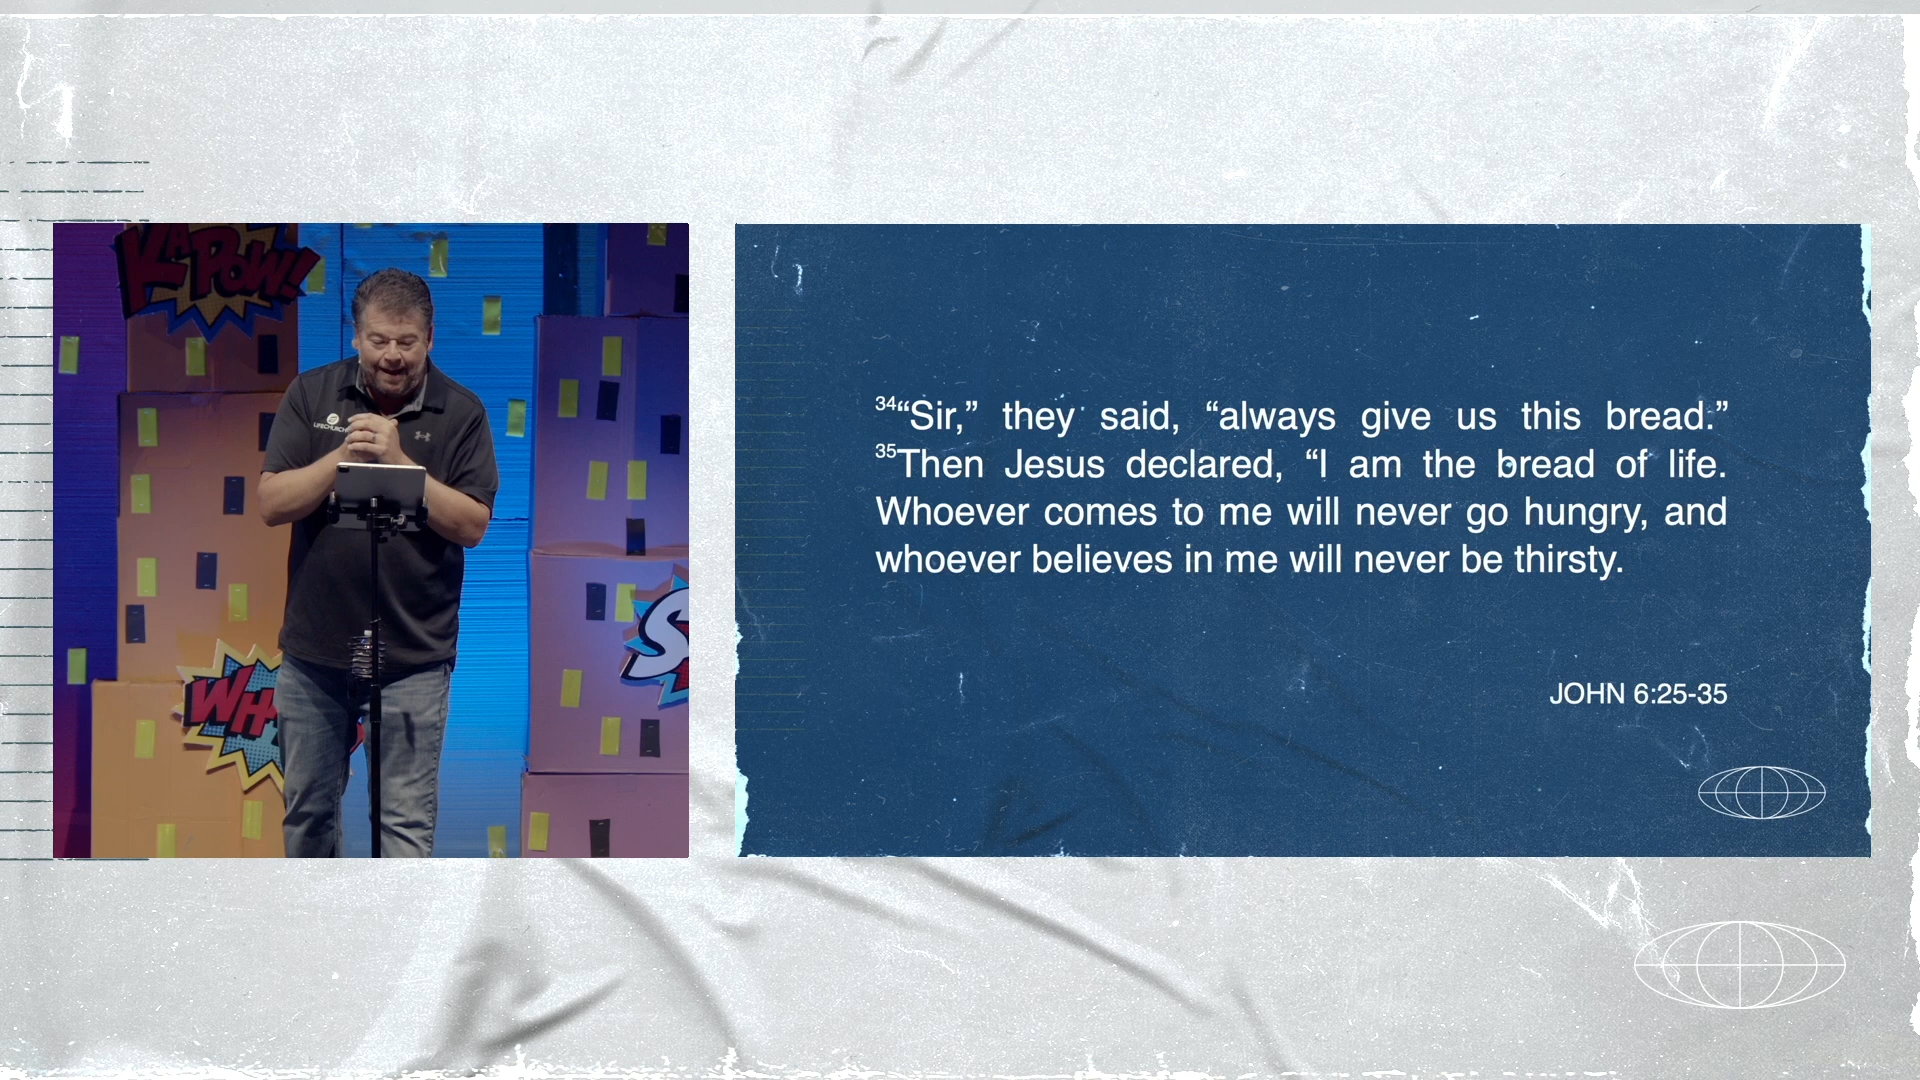 KAPOW!
LIFECHURCH
WH
S
³⁴“Sir,” they said, “always give us this bread.”
³⁵Then Jesus declared, “I am the bread of life.
Whoever comes to me will never go hungry, and
whoever believes in me will never be thirsty.
JOHN 6:25-35